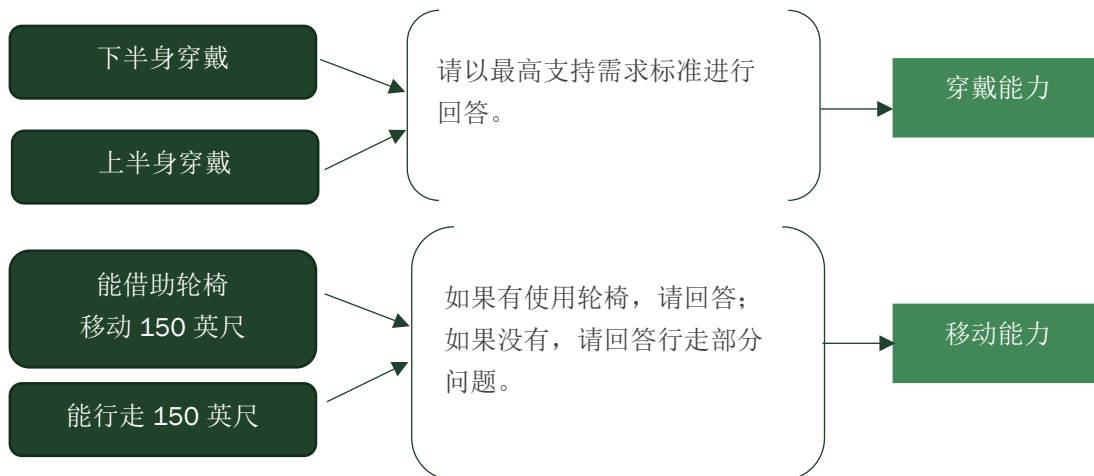 下半身穿戴
上半身穿戴
请以最高支持需求标准进行
回答。
穿戴能力
能借助轮椅
移动 150 英尺
能行走 150 英尺
如果有使用轮椅，请回答；
如果没有，请回答行走部分
问题。
移动能力